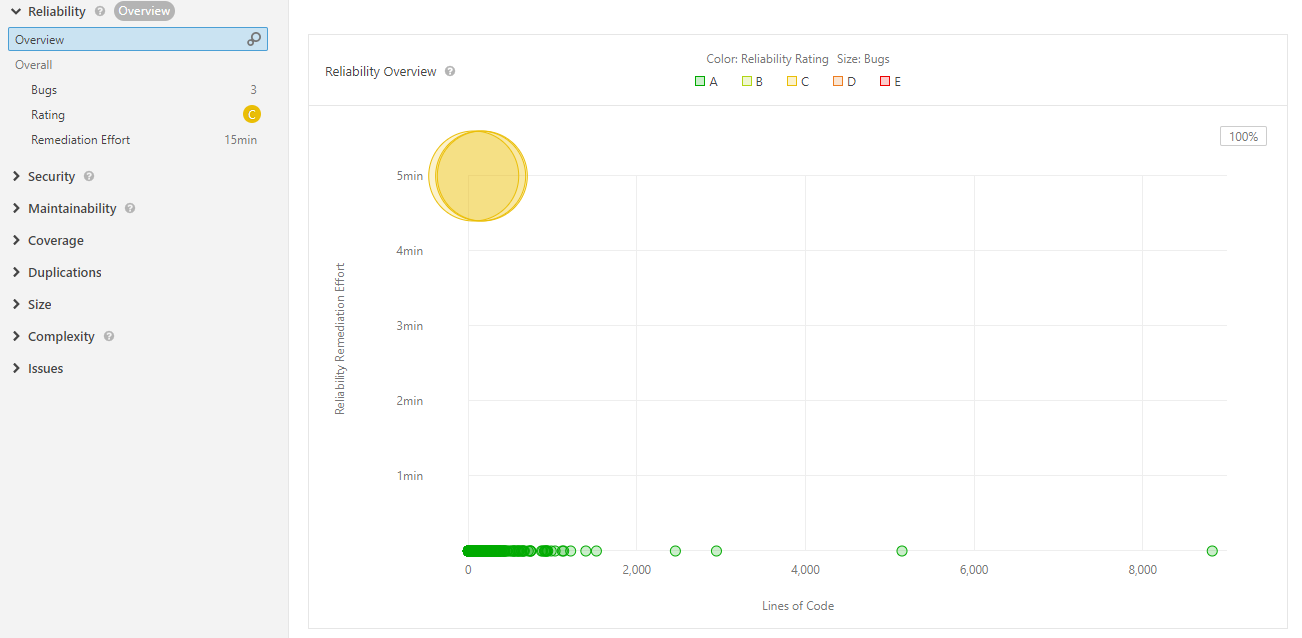 Reliability Overview
Overview
Overall
Bugs 3
Rating C
Remediation Effort 15min
Security
Maintainability
Coverage
Duplications
Size
Complexity
Issues
Reliability Overview
Color: Reliability Rating Size: Bugs
A B C D E
100%
5min
4min
3min
2min
1min
Reliability Remediation Effort
0 2,000 4,000 6,000 8,000
Lines of Code